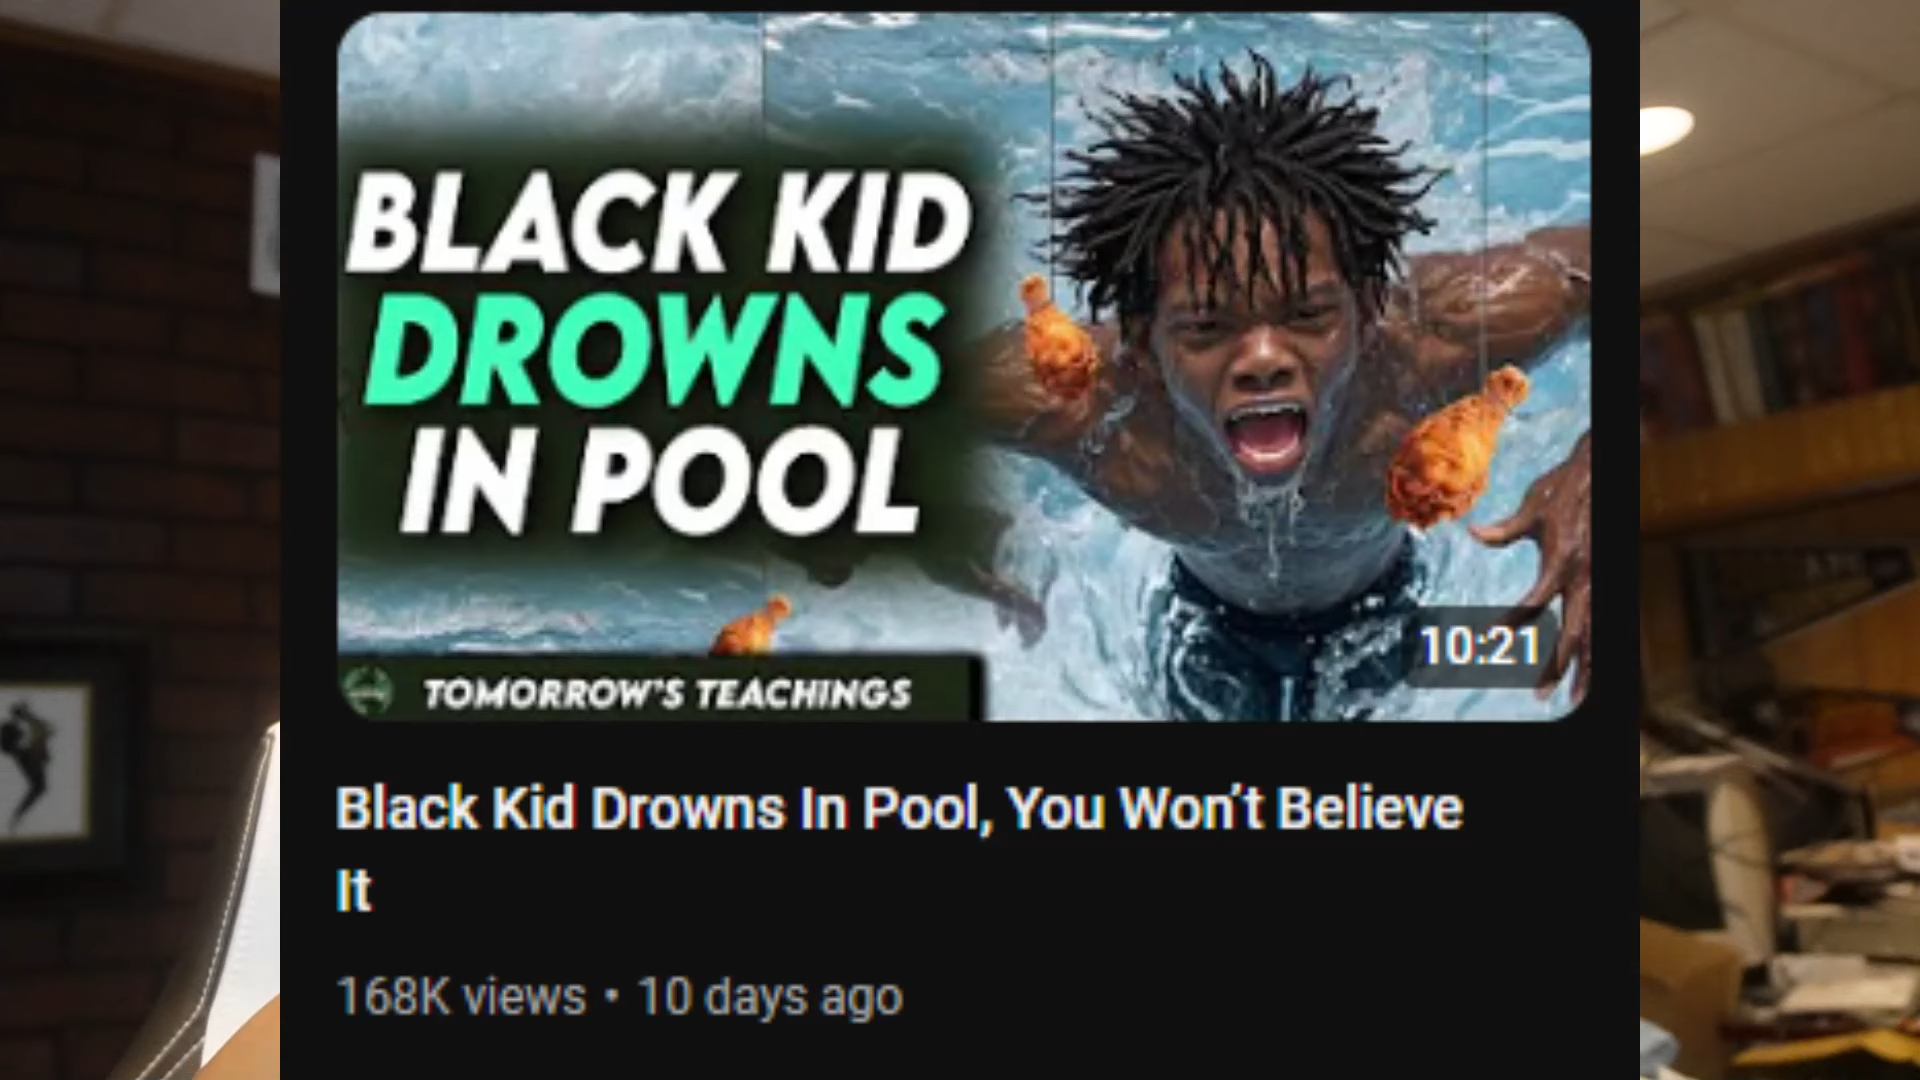 BLACK KID
DROWNS
IN POOL
10:21
TOMORROW'S TEACHINGS
Black Kid Drowns In Pool, You Won't Believe
It
168K views • 10 days ago